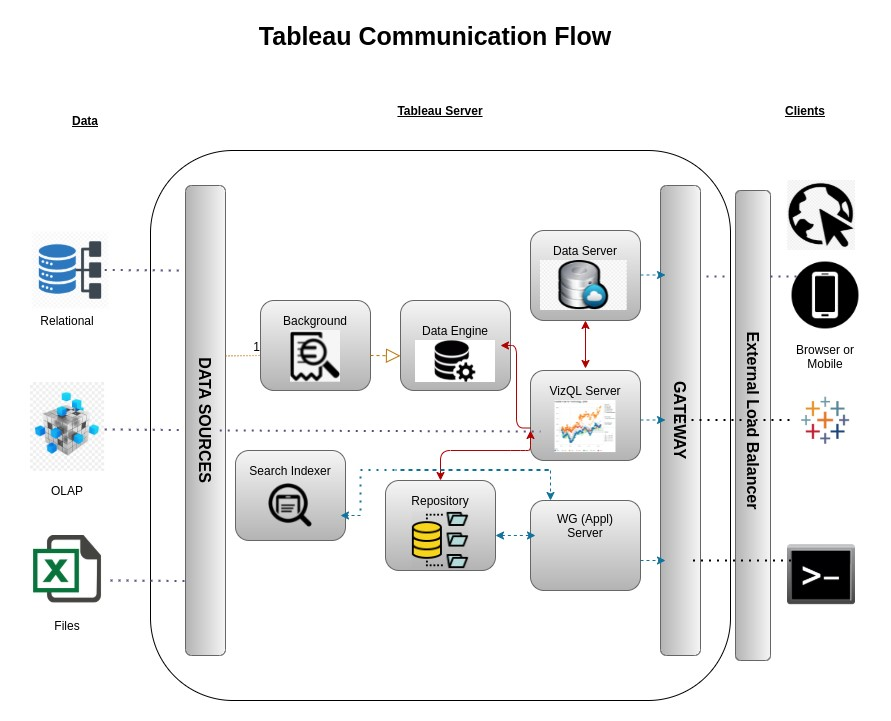 Tableau Communication Flow
Data
Tableau Server
Clients
Relational
OLAP
Files
DATA SOURCES
1
Background
Data Engine
Data Server
VizQL Server
Search Indexer
Repository
WG (Appl)
Server
GATEWAY
External Load Balancer
Browser or
Mobile
X
>_